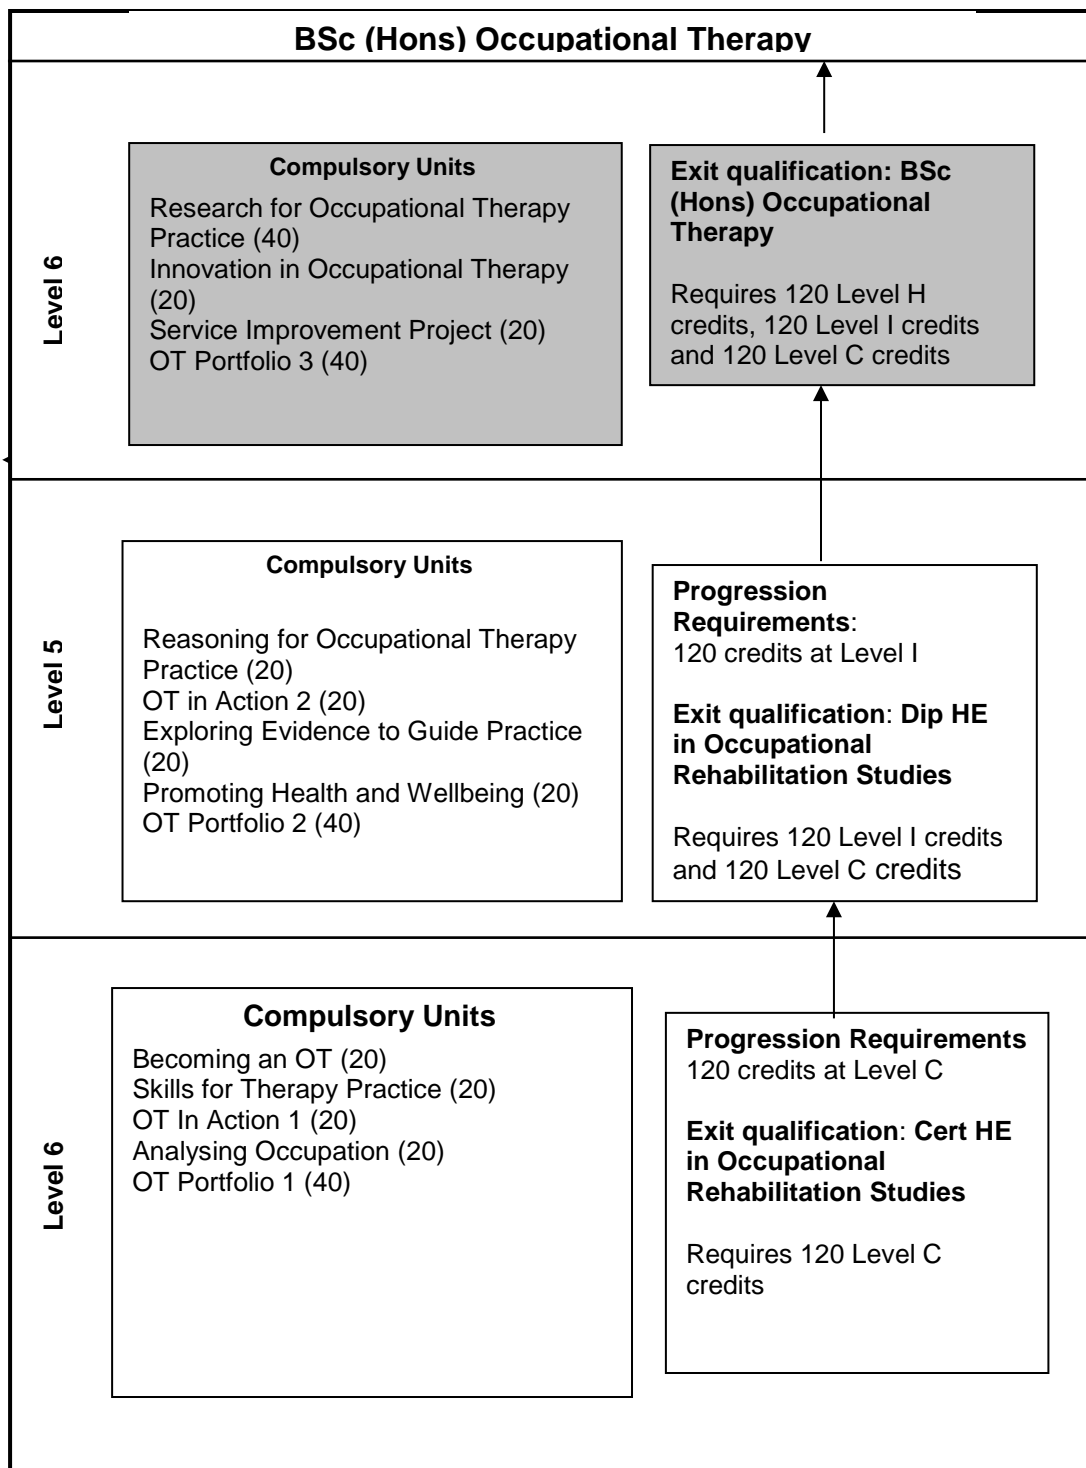 BSc (Hons) Occupational Therapy
Level 6
Compulsory Units
Research for Occupational Therapy
Practice (40)
Innovation in Occupational Therapy
(20)
Service Improvement Project (20)
OT Portfolio 3 (40)
Exit qualification: BSc
(Hons) Occupational
Therapy
Requires 120 Level H
credits, 120 Level I credits
and 120 Level C credits
Level 5
Compulsory Units
Reasoning for Occupational Therapy
Practice (20)
OT in Action 2 (20)
Exploring Evidence to Guide Practice
(20)
Promoting Health and Wellbeing (20)
OT Portfolio 2 (40)
Progression
Requirements:
120 credits at Level I
Exit qualification: Dip HE
in Occupational
Rehabilitation Studies
Requires 120 Level I credits
and 120 Level C credits
Level 6
Compulsory Units
Becoming an OT (20)
Skills for Therapy Practice (20)
OT In Action 1 (20)
Analysing Occupation (20)
OT Portfolio 1 (40)
Progression Requirements
120 credits at Level C
Exit qualification: Cert HE
in Occupational
Rehabilitation Studies
Requires 120 Level C
credits